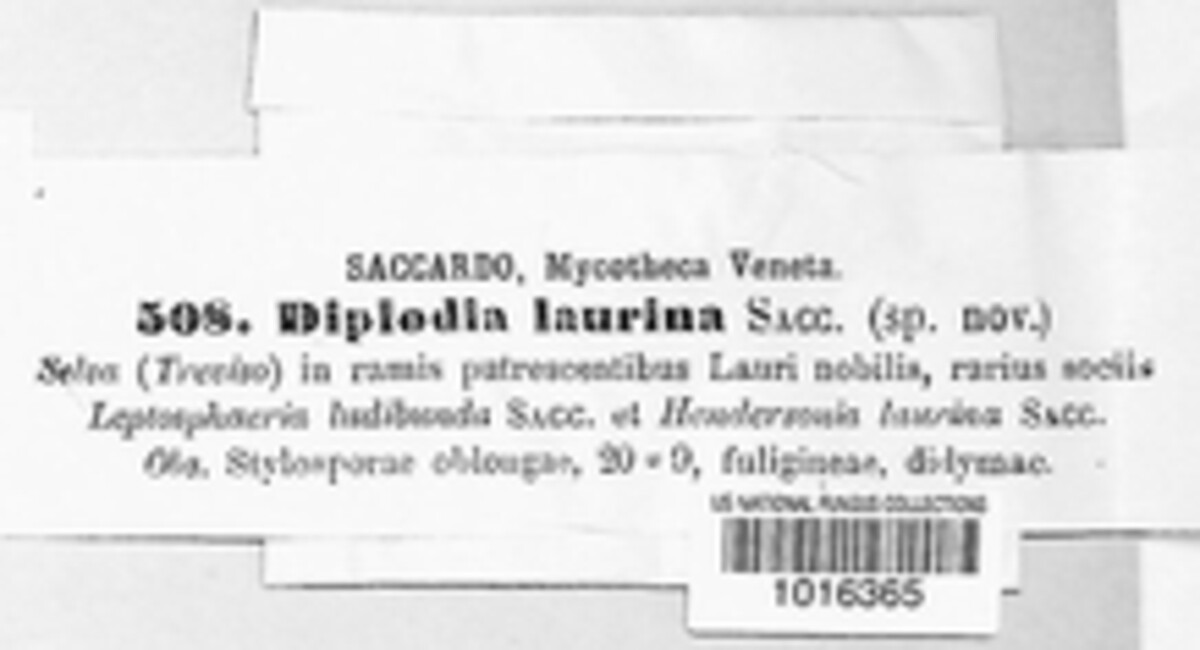 SACCARDO, Mycotheca Veneta.
508. Diplodia laurina SACC. (sp. nov.)
Selva (Treviso) in ramis putrescentibus Lauri nobilis, rarius sociis
Leptosphaeria ludibunda SACC. et Hendersonia laurina SACC.
Obs. Stylosporae oblongae, 20 * 9, fuligineae, didymae.
US NATIONAL FUNGUS COLLECTIONS
1016365